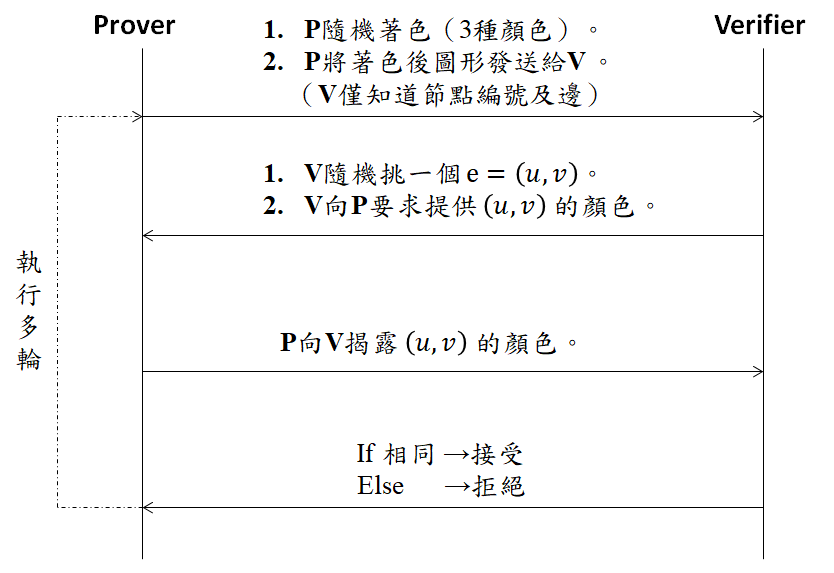 Prover
Verifier
1. P隨機著色（3種顏色）。
2. P將著色後圖形發送給V。
（V僅知道節點編號及邊）
1. V隨機挑一個 e = (u, v)。
2. V向P要求提供 (u, v) 的顏色。
執行多輪
P向V揭露 (u, v) 的顏色。
If 相同 →接受
Else →拒絕